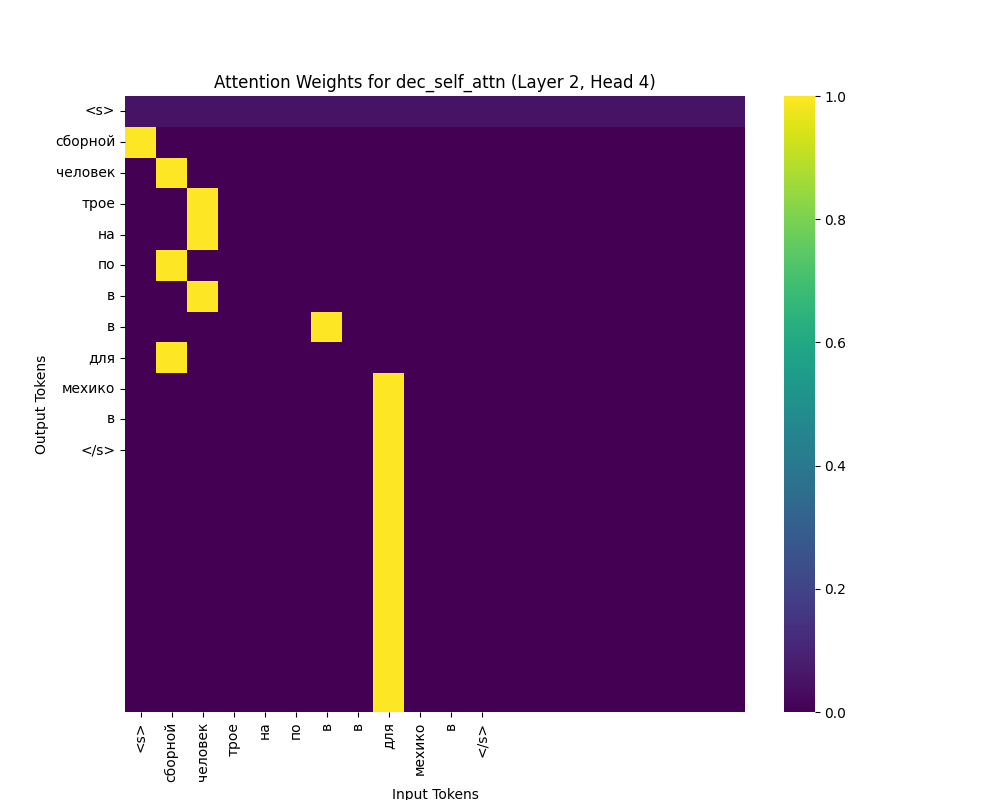 Attention Weights for dec_self_attn (Layer 2, Head 4)
<s>
сборной
человек
трое
на
по
в
в
для
мехико
в
</s>
Output Tokens
<s>
сборной
человек
трое
на
по
в
в
для
мехико
в
</s>
Input Tokens
1.0
0.8
0.6
0.4
0.2
0.0